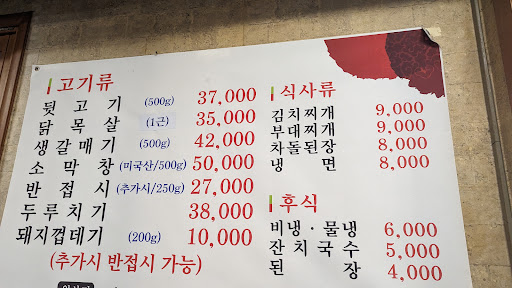 고기류
뒷고기 (500g) 37,000
닭목살 (1근) 35,000
생갈매기 (500g) 42,000
소막창 (미국산/500g) 50,000
반접시 (추가시/250g) 27,000
두루치기 38,000
돼지껍데기 (200g) 10,000
(추가시 반접시 가능)
식사류
김치찌개 9,000
부대찌개 9,000
차돌된장 8,000
냉면 8,000
후식
비냉·물냉 6,000
잔치국수 5,000
된장 4,000